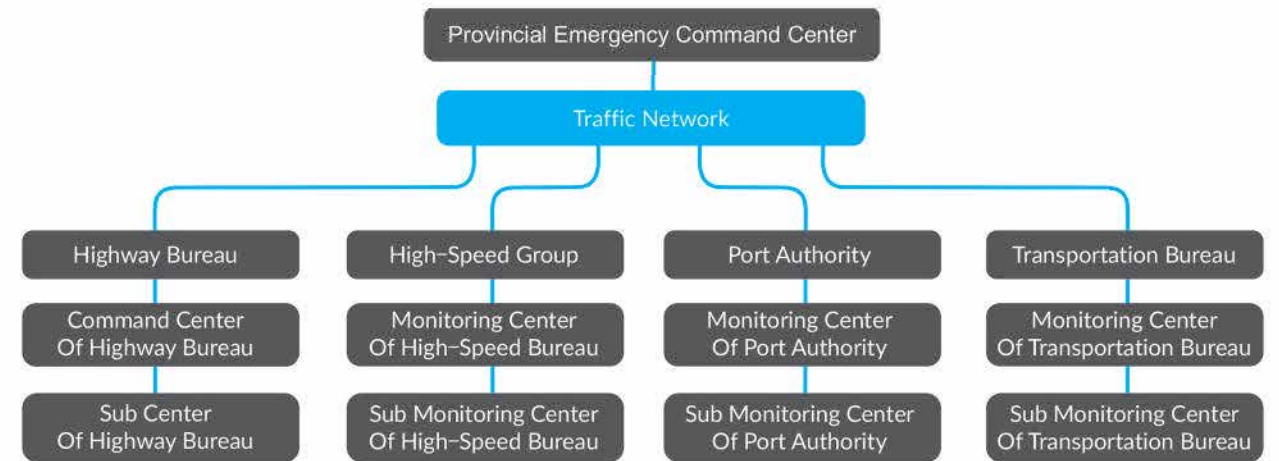 Provincial Emergency Command Center
Traffic Network
Highway Bureau
High-Speed Group
Port Authority
Transportation Bureau
Command Center
Of Highway Bureau
Monitoring Center
Of High-Speed Bureau
Monitoring Center
Of Port Authority
Monitoring Center
Of Transportation Bureau
Sub Center
Of Highway Bureau
Sub Monitoring Center
Of High-Speed Bureau
Sub Monitoring Center
Of Port Authority
Sub Monitoring Center
Of Transportation Bureau